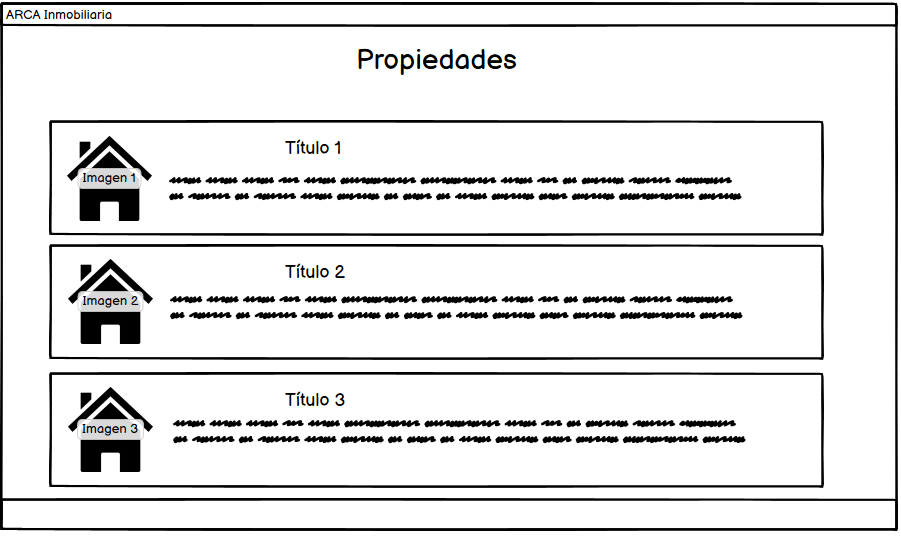 ARCA Inmobiliaria
Propiedades
Título 1
Imagen 1
Título 2
Imagen 2
Título 3
Imagen 3